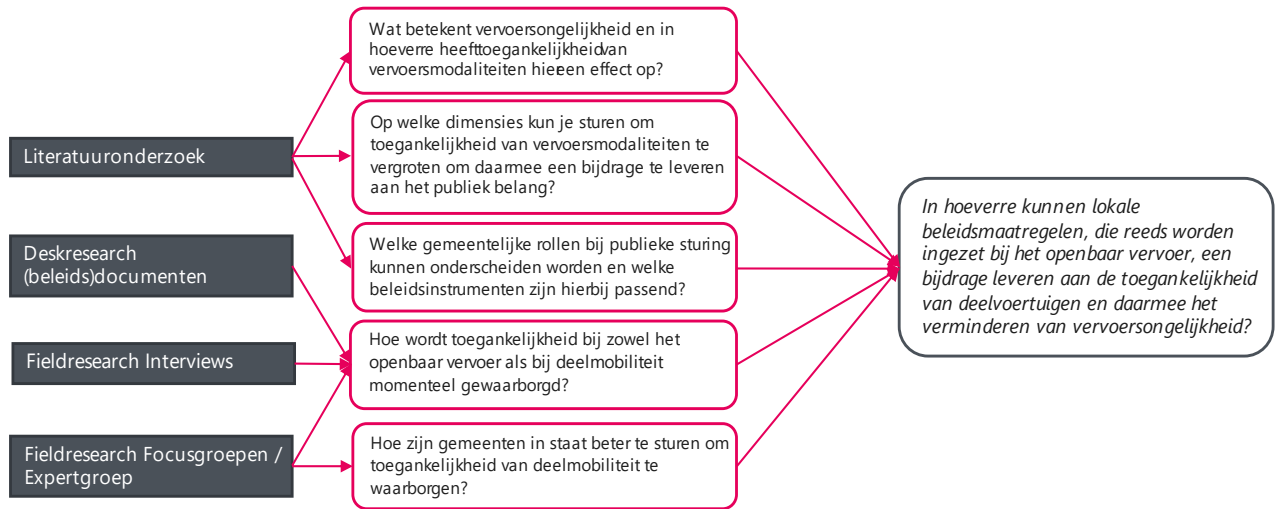 Literatuuronderzoek
Deskresearch
(beleids)documenten
Fieldresearch Interviews
Fieldresearch Focusgroepen /
Expertgroep
Wat betekent vervoersongelijkheid en in
hoeverre heefttoegankelijkheidvan
vervoersmodaliteiten hiereen effect op?
Op welke dimensies kun je sturen om
toegankelijkheid van vervoersmodaliteiten te
vergroten om daarmee een bijdrage te leveren
aan het publiek belang?
Welke gemeentelijke rollen bij publieke sturing
kunnen onderscheiden worden en welke
beleidsinstrumenten zijn hierbij passend?
Hoe wordt toegankelijkheid bij zowel het
openbaar vervoer als bij deelmobiliteit
momenteel gewaarborgd?
Hoe zijn gemeenten in staat beter te sturen om
toegankelijkheid van deelmobiliteit te
waarborgen?
In hoeverre kunnen lokale
beleidsmaatregelen, die reeds worden
ingezet bij het openbaar vervoer, een
bijdrage leveren aan de toegankelijkheid
van deelvoertuigen en daarmee het
verminderen van vervoersongelijkheid?